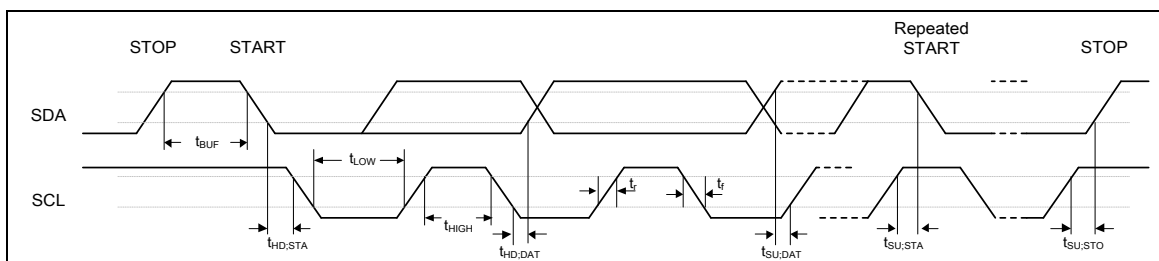 STOP START Repeated START STOP
SDA
tBUF
tLOW
SCL
tr
tf
tHIGH
tHD;STA
tHD;DAT
tSU;DAT
tSU;STA
tSU;STO